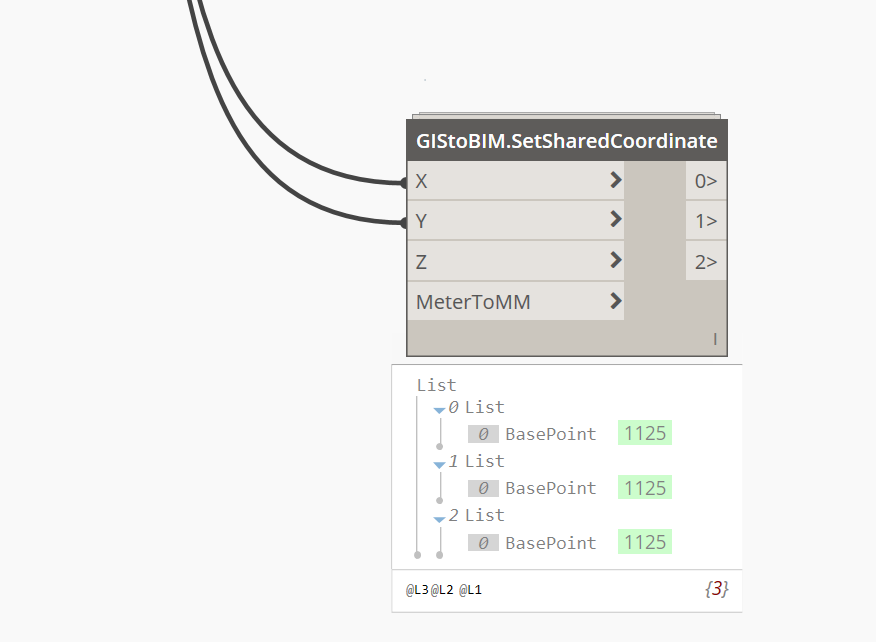 GIStoBIM.SetSharedCoordinate
X > 0>
Y > 1>
Z > 2>
MeterToMM >
l
List
0 List
0 BasePoint 1125
1 List
0 BasePoint 1125
2 List
0 BasePoint 1125
@L3 @L2 @L1 {3}